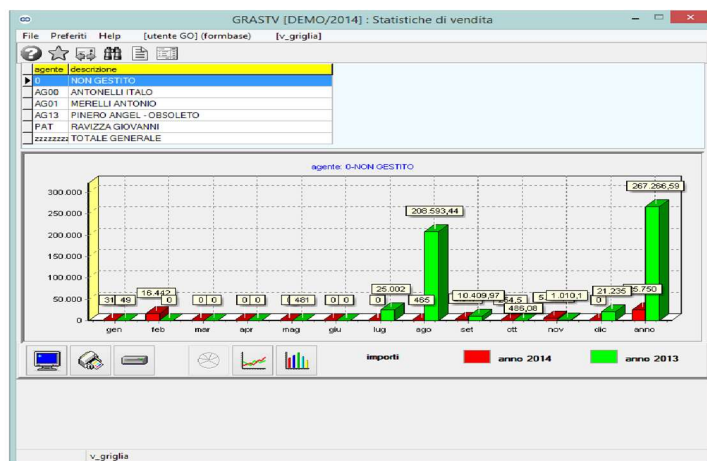 GRASTV [DEMO/2014] : Statistiche di vendita
File Preferiti Help [utente GO] (formbase) [v_griglia]
agente descrizione
0 NON GESTITO
AG00 ANTONELLI ITALO
AG01 MERELLI ANTONIO
AG13 PINERO ANGEL - OBSOLETO
PAT RAVIZZA GIOVANNI
zzzzzzzz TOTALE GENERALE
agente: 0-NON GESTITO
267.266,59
300.000
250.000
208.593,44
200.000
150.000
100.000
50.000
16.442
25.002
10.409,97
1.010,1
21.235
5.750
31 49 0 0 0 0 0 481 0 0 0 465 0
486,08
0
gen feb mar apr mag giu lug ago set ott nov dic anno
importi anno 2014 anno 2013
v_griglia